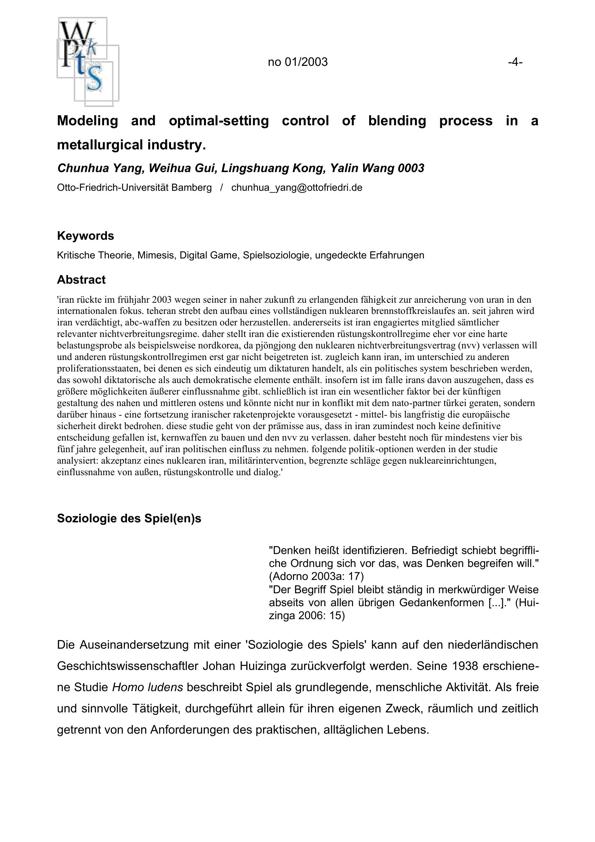 W
P k
t S
no 01/2003 -4-
Modeling and optimal-setting control of blending process in a
metallurgical industry.
Chunhua Yang, Weihua Gui, Lingshuang Kong, Yalin Wang 0003
Otto-Friedrich-Universität Bamberg / chunhua_yang@ottofriedri.de
Keywords
Kritische Theorie, Mimesis, Digital Game, Spielsoziologie, ungedeckte Erfahrungen
Abstract
'iran rückte im frühjahr 2003 wegen seiner in naher zukunft zu erlangenden fähigkeit zur anreicherung von uran in den
internationalen fokus. teheran strebt den aufbau eines vollständigen nuklearen brennstoffkreislaufes an. seit jahren wird
iran verdächtigt, abc-waffen zu besitzen oder herzustellen. andererseits ist iran engagiertes mitglied sämtlicher
relevanter nichtverbreitungsregime. daher stellt iran die existierenden rüstungskontrollregime eher vor eine harte
belastungsprobe als beispielsweise nordkorea, da pjöngjong den nuklearen nichtverbreitungsvertrag (nvv) verlassen will
und anderen rüstungskontrollregimen erst gar nicht beigetreten ist. zugleich kann iran, im unterschied zu anderen
proliferationsstaaten, bei denen es sich eindeutig um diktaturen handelt, als ein politisches system beschrieben werden,
das sowohl diktatorische als auch demokratische elemente enthält. insofern ist im falle irans davon auszugehen, dass es
größere möglichkeiten äußerer einflussnahme gibt. schließlich ist iran ein wesentlicher faktor bei der künftigen
gestaltung des nahen und mittleren ostens und könnte nicht nur in konflikt mit dem nato-partner türkei geraten, sondern
darüber hinaus - eine fortsetzung iranischer raketenprojekte vorausgesetzt - mittel- bis langfristig die europäische
sicherheit direkt bedrohen. diese studie geht von der prämisse aus, dass in iran zumindest noch keine definitive
entscheidung gefallen ist, kernwaffen zu bauen und den nvv zu verlassen. daher besteht noch für mindestens vier bis
fünf jahre gelegenheit, auf iran politischen einfluss zu nehmen. folgende politik-optionen werden in der studie
analysiert: akzeptanz eines nuklearen iran, militärintervention, begrenzte schläge gegen nukleareinrichtungen,
einflussnahme von außen, rüstungskontrolle und dialog.'
Soziologie des Spiel(en)s
"Denken heißt identifizieren. Befriedigt schiebt begriffli-
che Ordnung sich vor das, was Denken begreifen will."
(Adorno 2003a: 17)
"Der Begriff Spiel bleibt ständig in merkwürdiger Weise
abseits von allen übrigen Gedankenformen [...]." (Hui-
zinga 2006: 15)
Die Auseinandersetzung mit einer 'Soziologie des Spiels' kann auf den niederländischen
Geschichtswissenschaftler Johan Huizinga zurückverfolgt werden. Seine 1938 erschiene-
ne Studie Homo ludens beschreibt Spiel als grundlegende, menschliche Aktivität. Als freie
und sinnvolle Tätigkeit, durchgeführt allein für ihren eigenen Zweck, räumlich und zeitlich
getrennt von den Anforderungen des praktischen, alltäglichen Lebens.